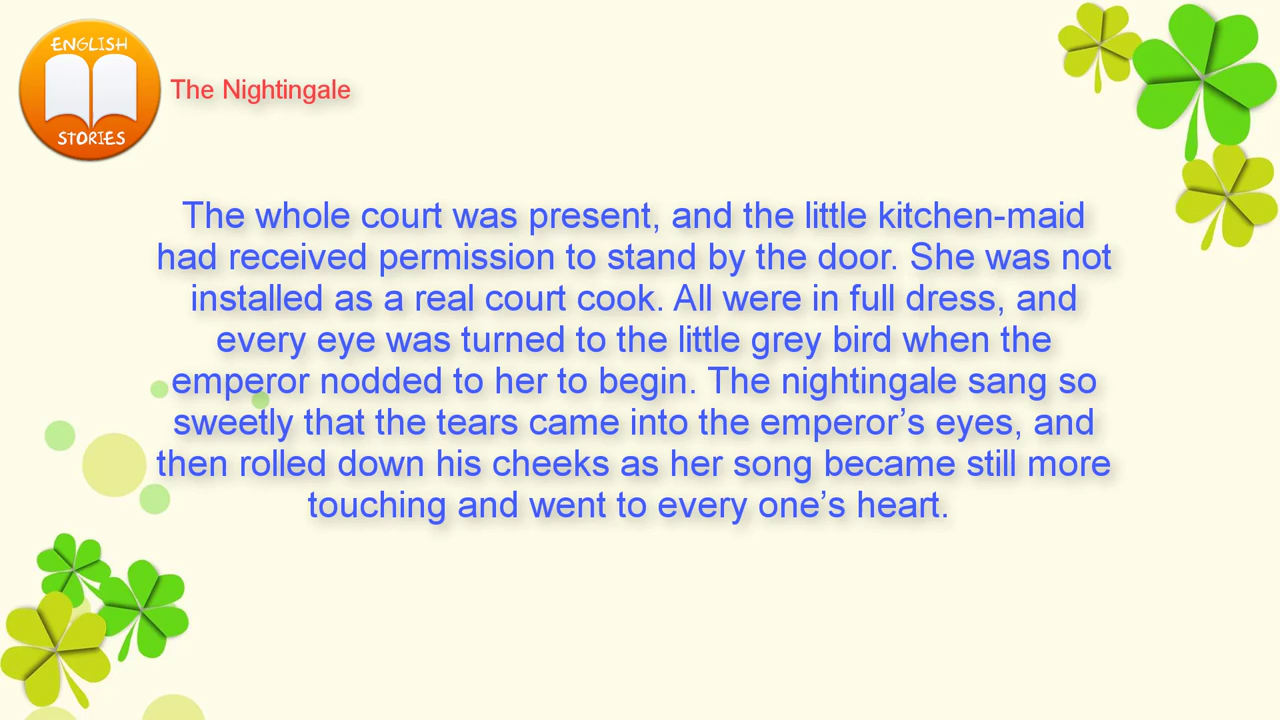 ENGLISH
STORIES
The Nightingale
The whole court was present, and the little kitchen-maid
had received permission to stand by the door. She was not
installed as a real court cook. All were in full dress, and
every eye was turned to the little grey bird when the
emperor nodded to her to begin. The nightingale sang so
sweetly that the tears came into the emperor’s eyes, and
then rolled down his cheeks as her song became still more
touching and went to every one’s heart.